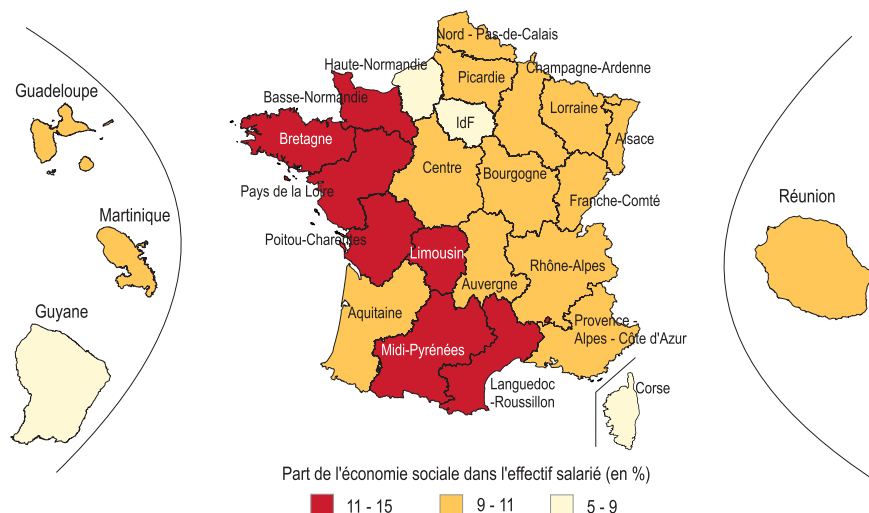 Nord - Pas-de-Calais
Haute-Normandie
Picardie
Champagne-Ardenne
Guadeloupe
Basse-Normandie
Lorraine
IdF
Bretagne
Alsace
Centre
Bourgogne
Pays de la Loire
Franche-Comté
Réunion
Martinique
Poitou-Charentes
Limousin
Rhône-Alpes
Auvergne
Guyane
Aquitaine
Provence -
Alpes - Côte d'Azur
Midi-Pyrénées
Languedoc
-Roussillon
Corse
Part de l'économie sociale dans l'effectif salarié (en %)
11 - 15 9 - 11 5 - 9